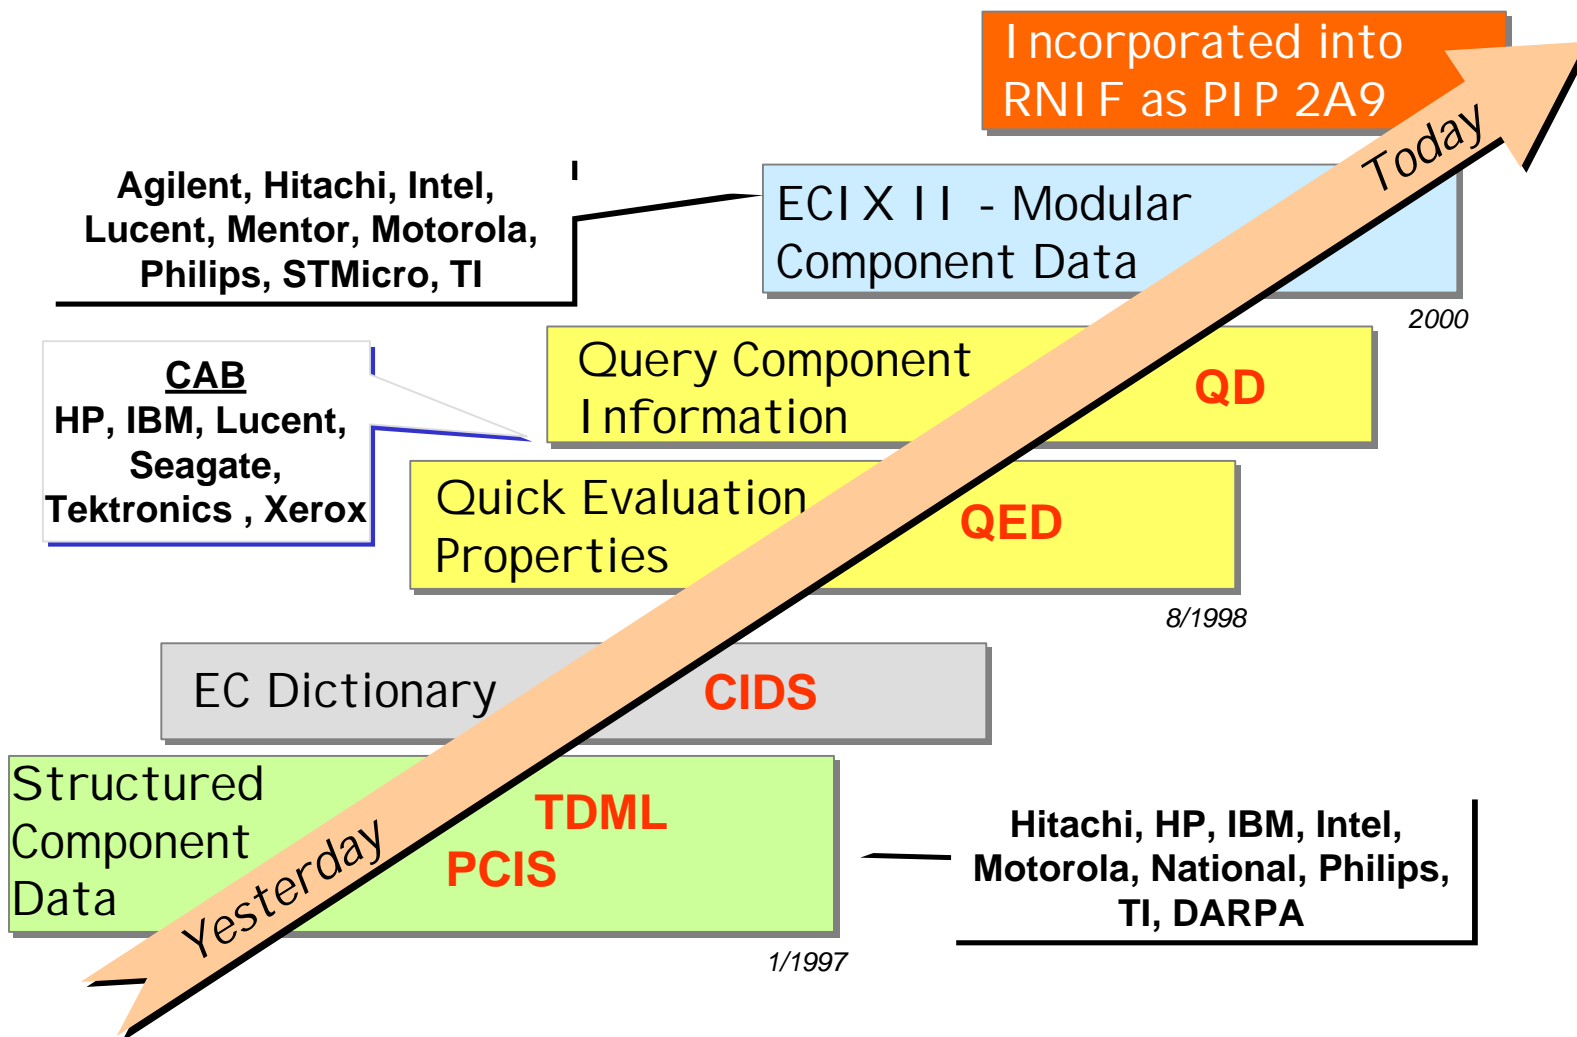 Incorporated into
RNIF as PIP 2A9
Today
Agilent, Hitachi, Intel,
Lucent, Mentor, Motorola,
Philips, STMicro, TI
ECIX II - Modular
Component Data
2000
Query Component
Information
QD
CAB
HP, IBM, Lucent,
Seagate,
Tektronics , Xerox
Quick Evaluation
Properties
QED
8/1998
EC Dictionary
CIDS
Structured
Component
Data
TDML
PCIS
Yesterday
1/1997
Hitachi, HP, IBM, Intel,
Motorola, National, Philips,
TI, DARPA